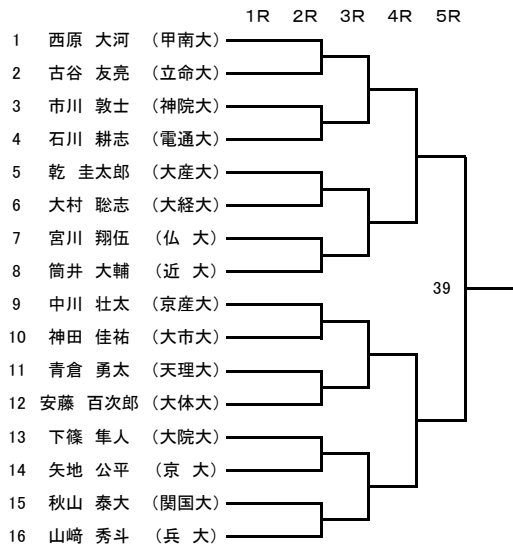 1R 2R 3R 4R 5R
1 西原 大河 (甲南大)
2 古谷 友亮 (立命大)
3 市川 敦士 (神院大)
4 石川 耕志 (電通大)
5 乾 圭太郎 (大産大)
6 大村 聡志 (大経大)
7 宮川 翔伍 (仏 大)
8 筒井 大輔 (近 大)
39
9 中川 壮太 (京産大)
10 神田 佳祐 (大市大)
11 青倉 勇太 (天理大)
12 安藤 百次郎 (大体大)
13 下篠 隼人 (大院大)
14 矢地 公平 (京 大)
15 秋山 泰大 (関国大)
16 山﨑 秀斗 (兵 大)